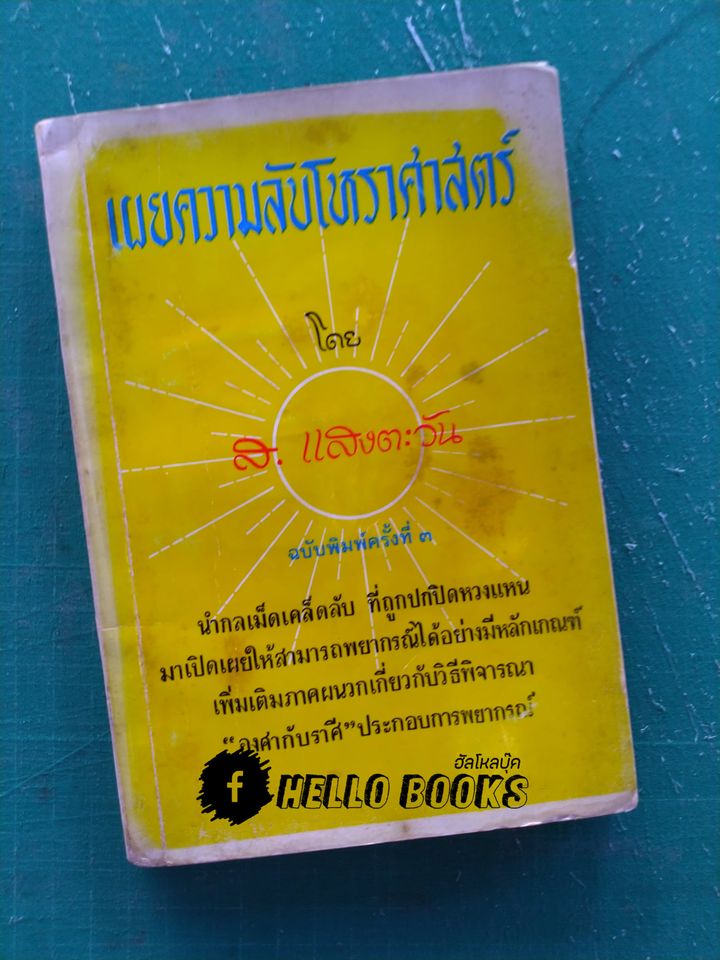 เผยความลับโหราศาสตร์
โดย
ส. แสงตะวัน
ฉบับพิมพ์ครั้งที่ ๓
นำกลเม็ดเคล็ดลับ ที่ถูกปกปิดหวงแหน
มาเปิดเผยให้สามารถพยากรณ์ได้อย่างมีหลักเกณฑ์
เพิ่มเติมภาคผนวกเกี่ยวกับวิธีพิจารณา
“องศากับราศี” ประกอบการพยากรณ์
ฮัลโหลบุ๊ค
f HELLO BOOKS